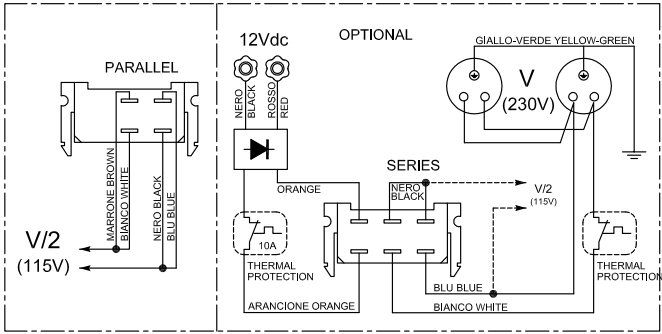 PARALLEL
MARRONE BROWN
BIANCO WHITE
NERO BLACK
BLU BLUE
V/2
(115V)
OPTIONAL
12Vdc
NERO
BLACK
ROSSO
RED
ORANGE
10A
THERMAL
PROTECTION
ARANCIONE ORANGE
SERIES
NERO
BLACK
V/2
(115V)
BLU BLUE
BIANCO WHITE
GIALLO-VERDE YELLOW-GREEN
V
(230V)
THERMAL
PROTECTION